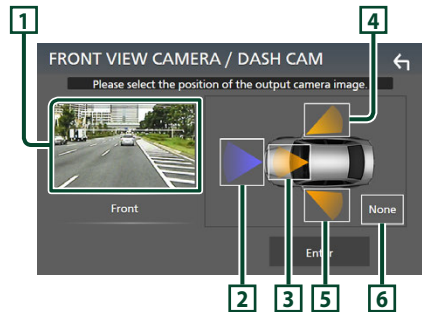 1
4
FRONT VIEW CAMERA / DASH CAM
Please select the position of the output camera image.
Front
None
Enter
2
3
5
6